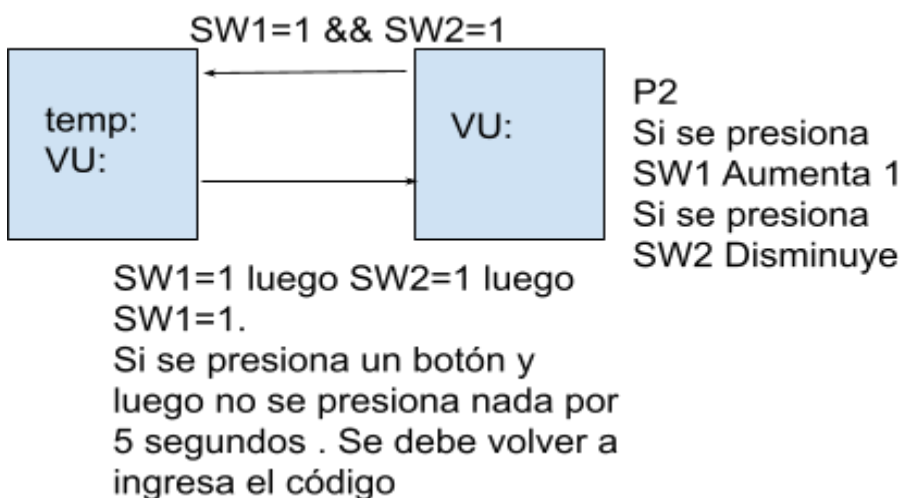 SW1=1 && SW2=1
temp:
VU:
VU:
P2
Si se presiona
SW1 Aumenta 1
Si se presiona
SW2 Disminuye
SW1=1 luego SW2=1 luego
SW1=1.
Si se presiona un botón y
luego no se presiona nada por
5 segundos . Se debe volver a
ingresa el código